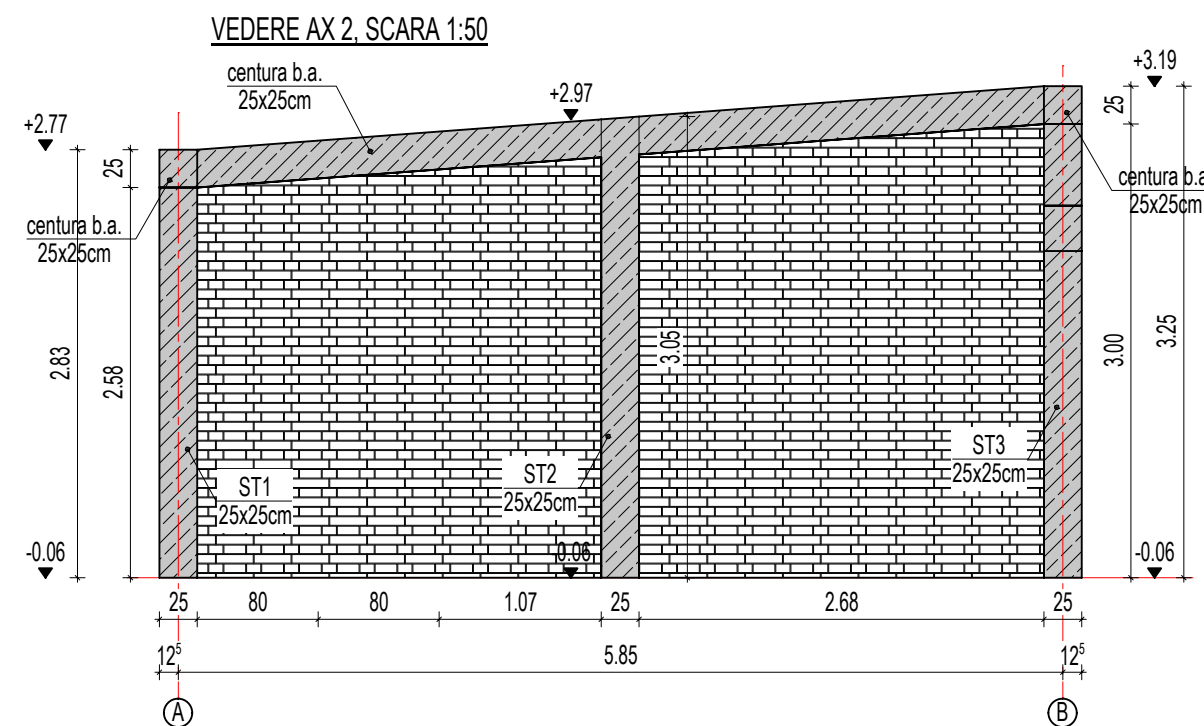 VEDERE AX 2, SCARA 1:50
centura b.a.
25x25cm
+2.97
+3.19
+2.77
25
25
centura b.a.
25x25cm
centura b.a
25x25cm
2.83
2.58
3.05
3.00
3.25
ST1
25x25cm
ST2
25x25cm
ST3
25x25cm
-0.06
0.06
-0.06
25
80
80
1.07
25
2.68
25
12⁵
5.85
12⁵
A
B